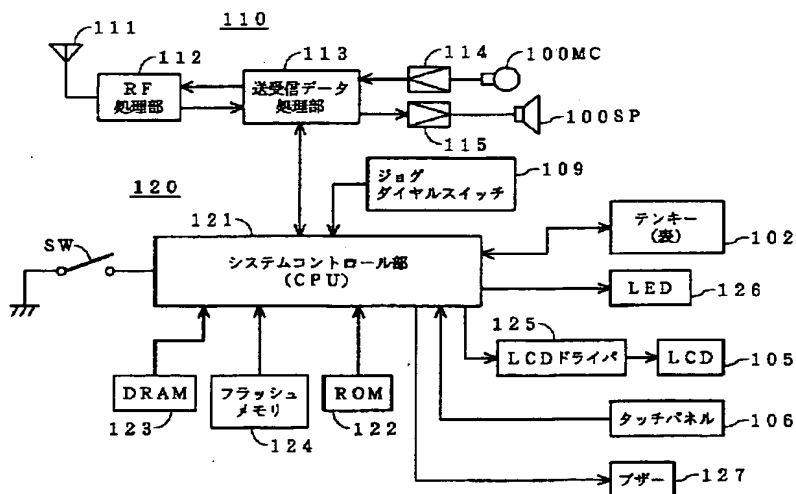 110
111
112
113
114
100MC
RF
処理部
送受信データ
処理部
115
100SP
120
ジョグ
ダイヤルスイッチ
109
121
SW
システムコントロール部
(CPU)
テンキー
(表)
102
LED
126
125
LCDドライバ
LCD
105
DRAM
123
フラッシュ
メモリ
124
ROM
122
タッチパネル
106
ブザー
127